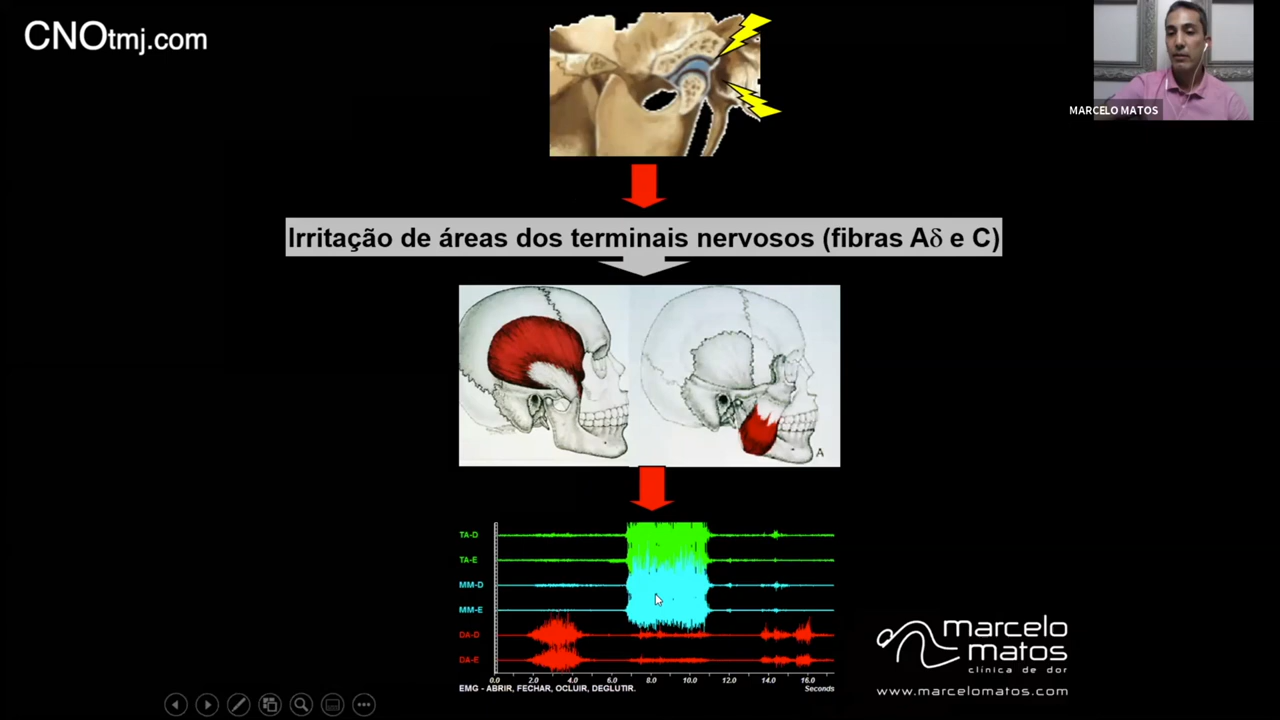 CNOtmj.com
MARCELO MATOS
Irritação de áreas dos terminais nervosos (fibras Aδ e C)
A
TA-D
TA-E
MM-D
MM-E
DA-D
DA-E
0.0 2.0 4.0 6.0 8.0 10.0 12.0 14.0 16.0
EMG - ABRIR, FECHAR, OCLUIR, DEGLUTIR.
Seconds
marcelo
matos
clínica de dor
www.marcelomatos.com